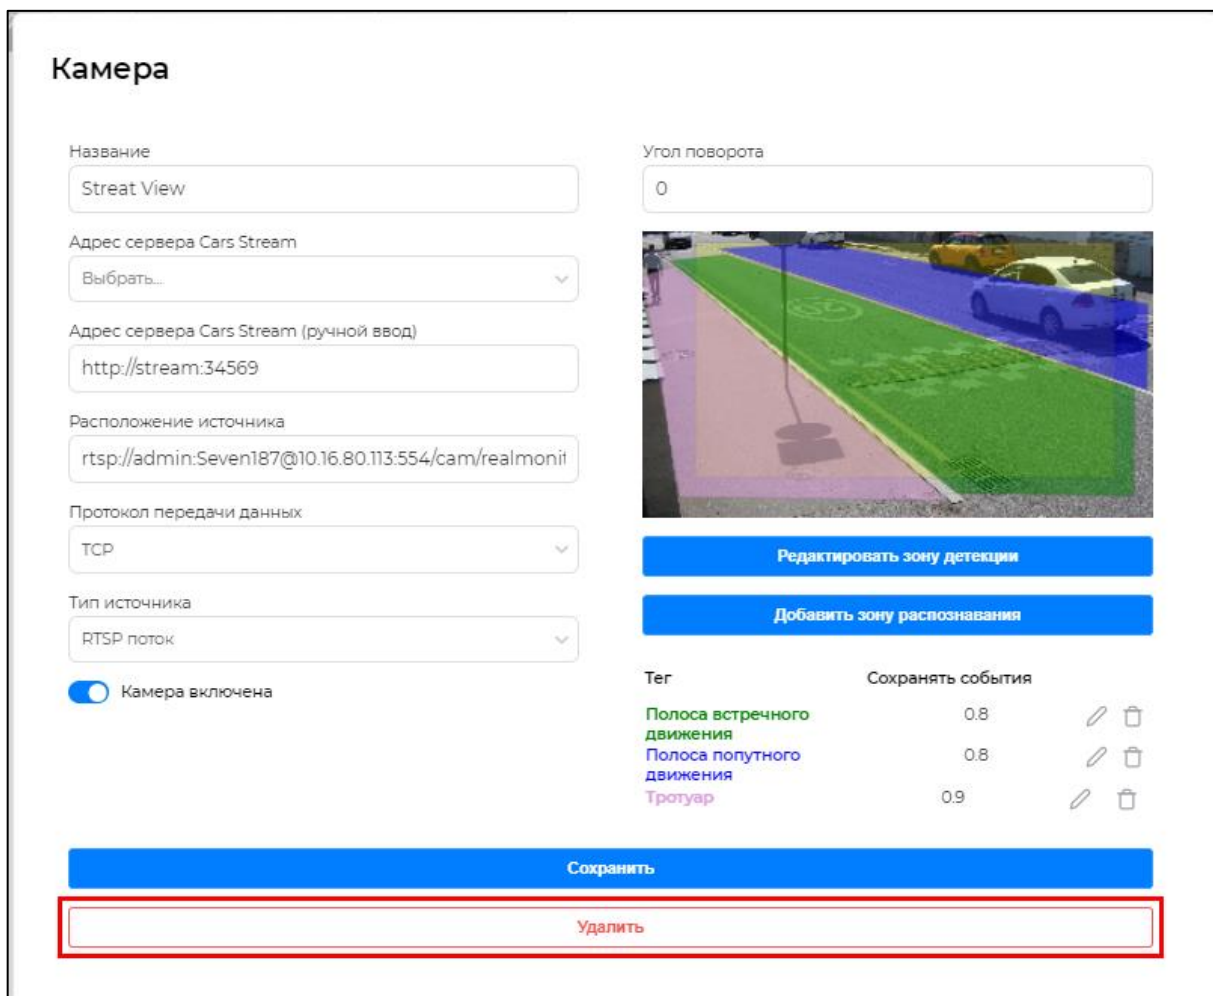 Камера
Название
Streat View
Адрес сервера Cars Stream
Выбрать...
Адрес сервера Cars Stream (ручной ввод)
http://stream:34569
Расположение источника
rtsp://admin:Seven187@10.16.80.113:554/cam/realmonit
Протокол передачи данных
TCP
Тип источника
RTSP поток
Камера включена
Угол поворота
0
Редактировать зону детекции
Добавить зону распознавания
Тег Сохранять события
Полоса встречного 0.8
движения
Полоса попутного 0.8
движения
Тротуар 0.9
Сохранить
Удалить